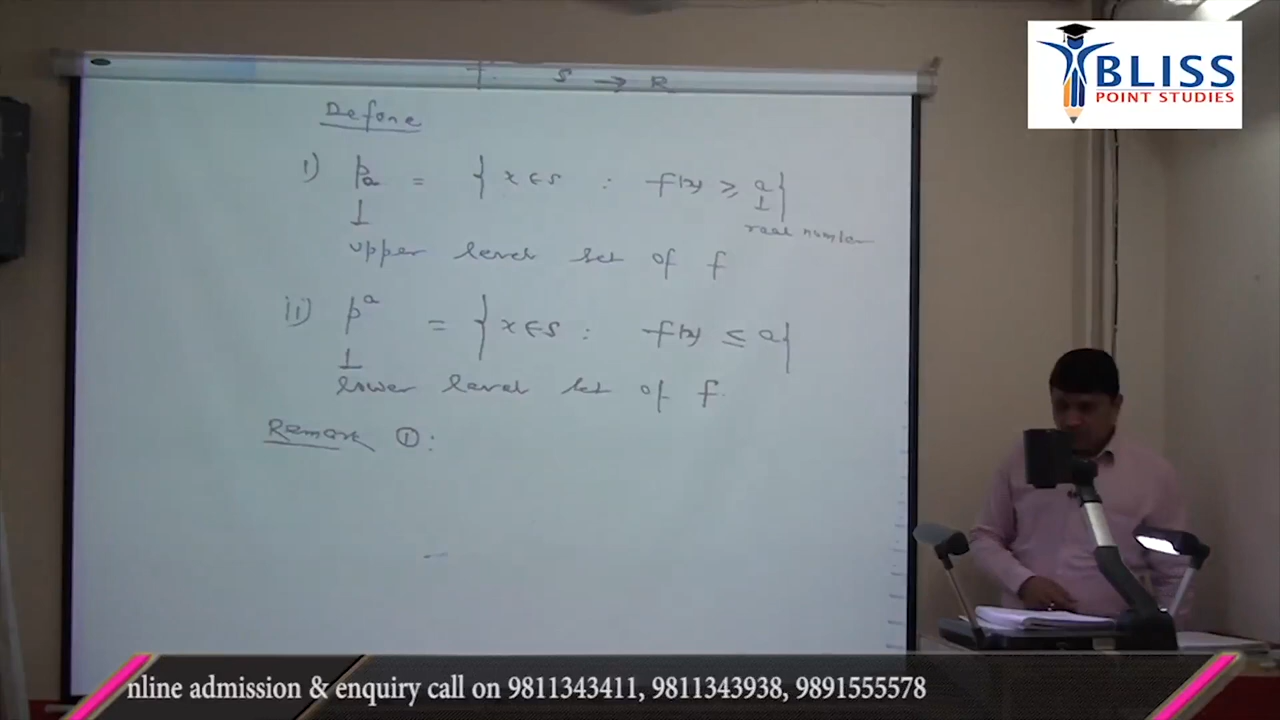 f: S → R
Define
i) Pa = { x ∈ S : f(x) ≥ a }
real number
upper level set of f
ii) P^a = { x ∈ S : f(x) ≤ a }
lower level set of f.
Remark ①:
BLISS
POINT STUDIES
nline admission & enquiry call on 9811343411, 9811343938, 9891555578